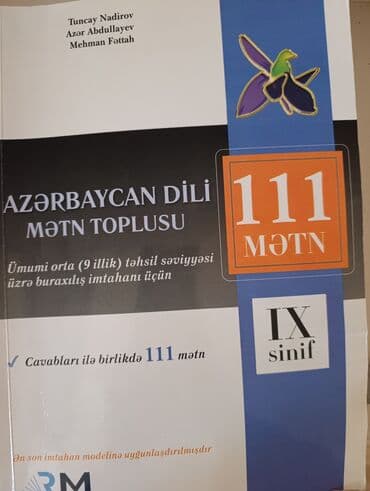 Tuncay Nadirov
Azər Abdullayev
Mehman Fəttah
AZƏRBAYCAN DİLİ
MƏTN TOPLUSU
111
MƏTN
Ümumi orta (9 illik) təhsil səviyyəsi
üzrə buraxılış imtahanı üçün
IX
sinif
✓ Cavabları ilə birlikdə 111 mətn
Ən son imtahan modelinə uyğunlaşdırılmışdır
RM